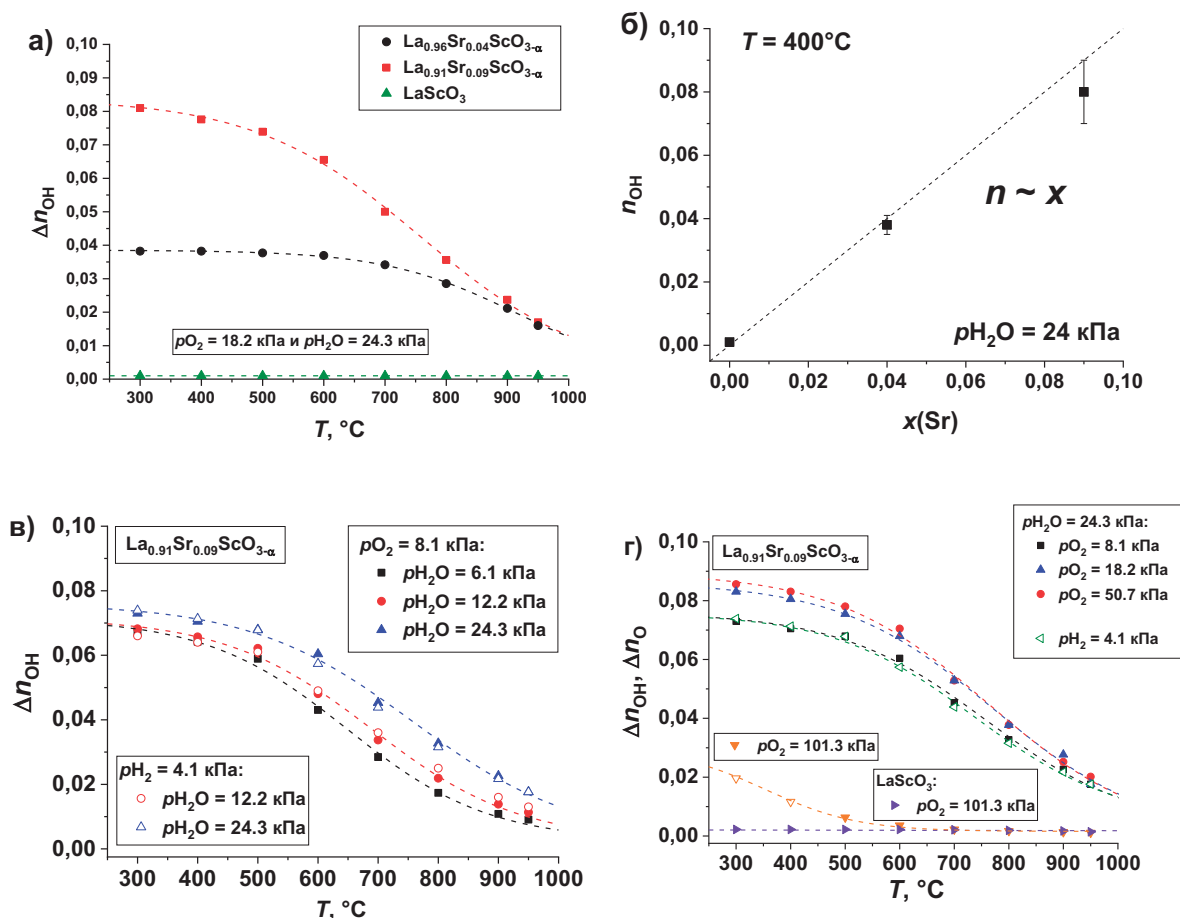 а)
La0.96Sr0.04ScO3-α
La0.91Sr0.09ScO3-α
LaScO3
0,10
0,09
0,08
0,07
0,06
0,05
0,04
0,03
0,02
0,01
0,00
ΔnOH
pO2 = 18.2 кПа и pH2O = 24.3 кПа
300 400 500 600 700 800 900 1000
T, °C
б)
T = 400°C
0,10
0,08
0,06
0,04
0,02
0,00
nOH
n ~ x
pH2O = 24 кПа
0,00 0,02 0,04 0,06 0,08 0,10
x(Sr)
в)
La0.91Sr0.09ScO3-α
pO2 = 8.1 кПа:
pH2O = 6.1 кПа
pH2O = 12.2 кПа
pH2O = 24.3 кПа
0,10
0,08
0,06
0,04
0,02
0,00
ΔnOH
pH2 = 4.1 кПа:
pH2O = 12.2 кПа
pH2O = 24.3 кПа
300 400 500 600 700 800 900 1000
T, °C
г)
La0.91Sr0.09ScO3-α
pH2O = 24.3 кПа:
pO2 = 8.1 кПа
pO2 = 18.2 кПа
pO2 = 50.7 кПа
pH2 = 4.1 кПа
0,10
0,08
0,06
0,04
0,02
0,00
ΔnOH, ΔnO
pO2 = 101.3 кПа
LaScO3:
pO2 = 101.3 кПа
300 400 500 600 700 800 900 1000
T, °C